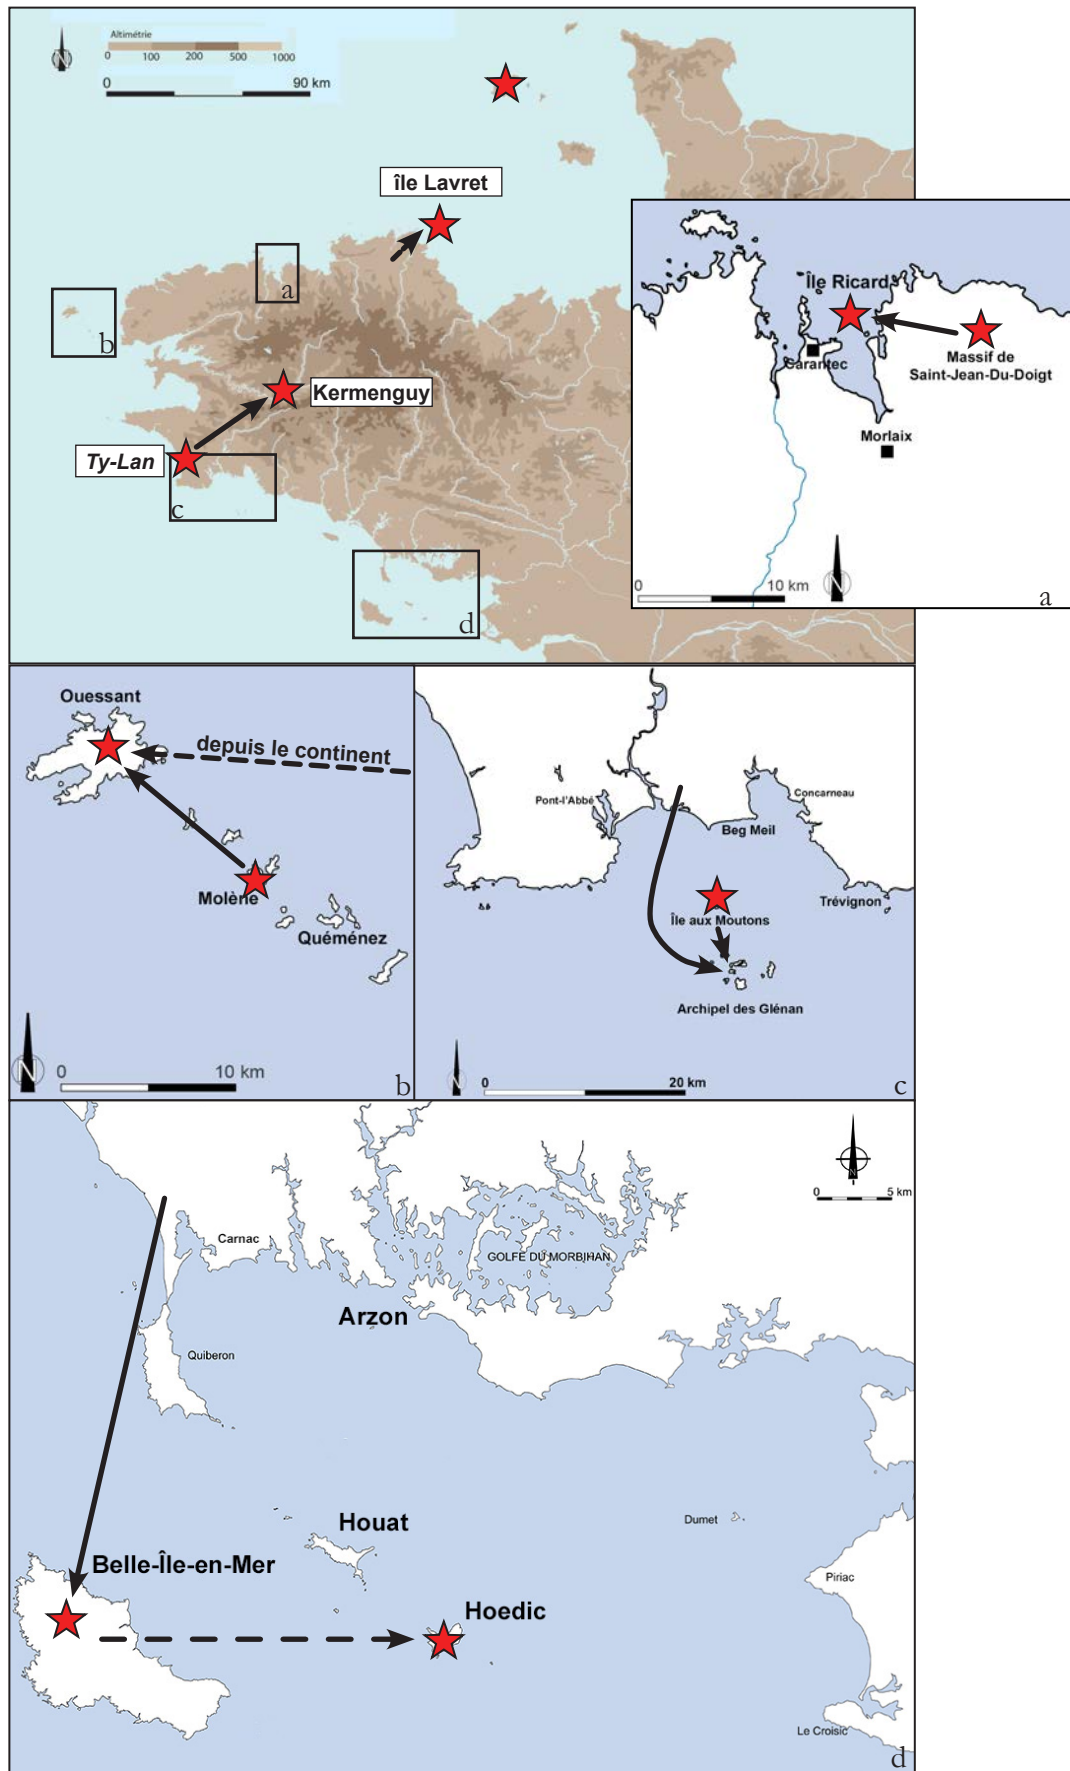 Altimétrie
0 100 200 500 1000
0 90 km
N
île Lavret
a
b
Kermenguy
Ty-Lan
c
d
Île Ricard
Carantec
Massif de
Saint-Jean-Du-Doigt
Morlaix
0 10 km
N
a
Ouessant
depuis le continent
Molène
Quéménez
N
0 10 km
b
Pont-l'Abbé
Concarneau
Beg Meil
Trévignon
Île aux Moutons
Archipel des Glénan
N
0 20 km
c
0 5 km
Carnac
GOLFE DU MORBIHAN
Arzon
Quiberon
Houat
Dumet
Belle-Île-en-Mer
Piriac
Hoedic
Le Croisic
d